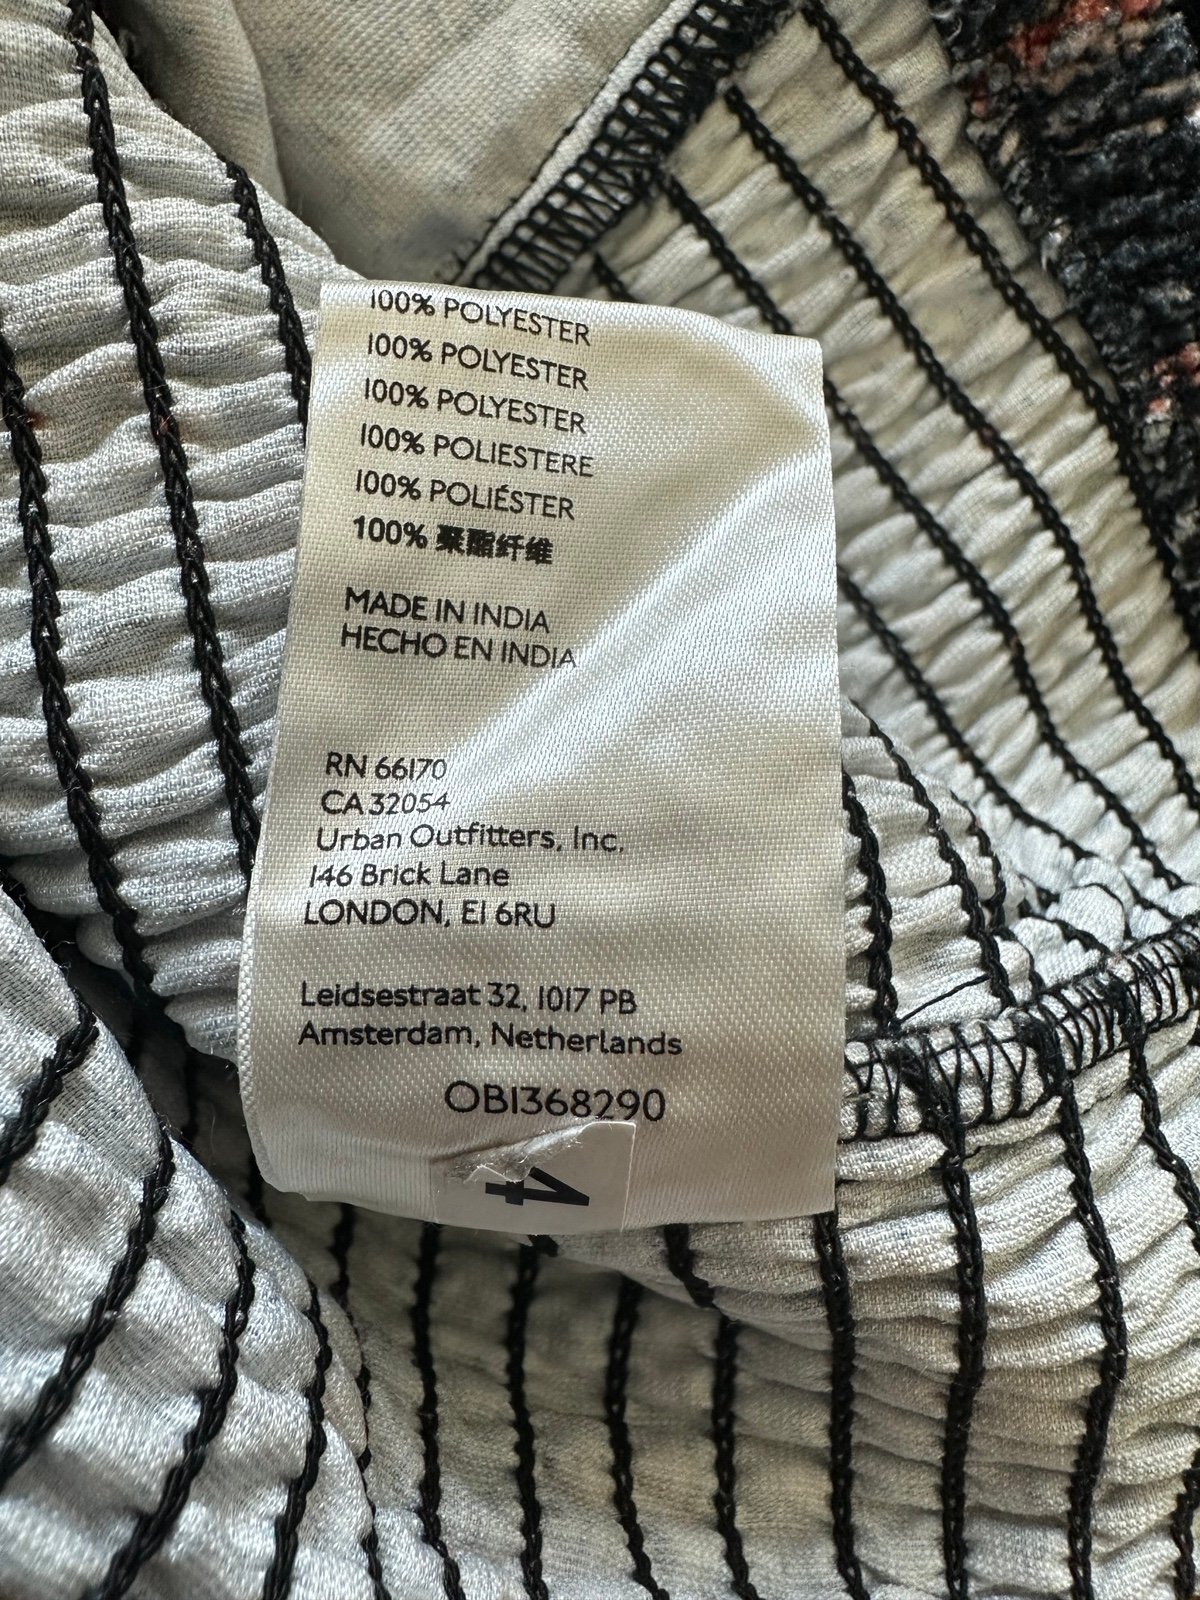 100% POLYESTER
100% POLYESTER
100% POLYESTER
100% POLIESTERE
100% POLIÉSTER
100% 聚酯纤维
MADE IN INDIA
HECHO EN INDIA
RN 66170
CA 32054
Urban Outfitters, Inc.
146 Brick Lane
LONDON, E1 6RU
Leidsestraat 32, 1017 PB
Amsterdam, Netherlands
OB1368290
4